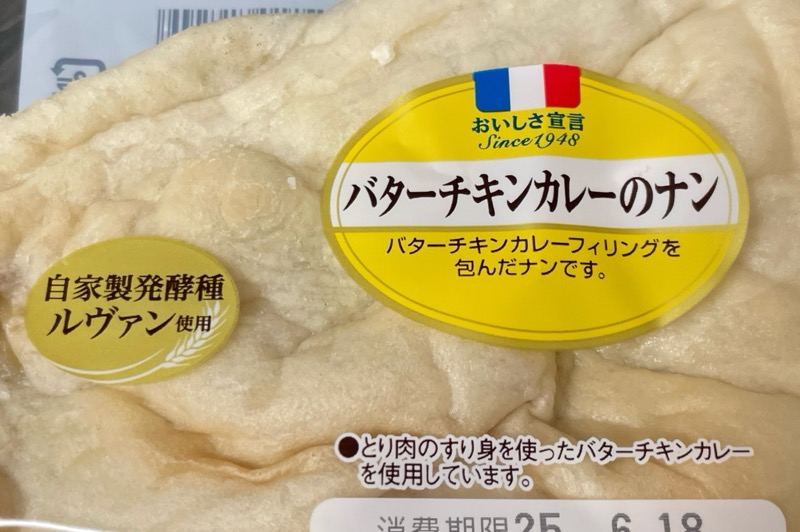 おいしさ宣言
Since1948
バターチキンカレーのナン
バターチキンカレーフィリングを
包んだナンです。
自家製発酵種
ルヴァン使用
●とり肉のすり身を使ったバターチキンカレー
を使用しています。
消費期限25. 6.18